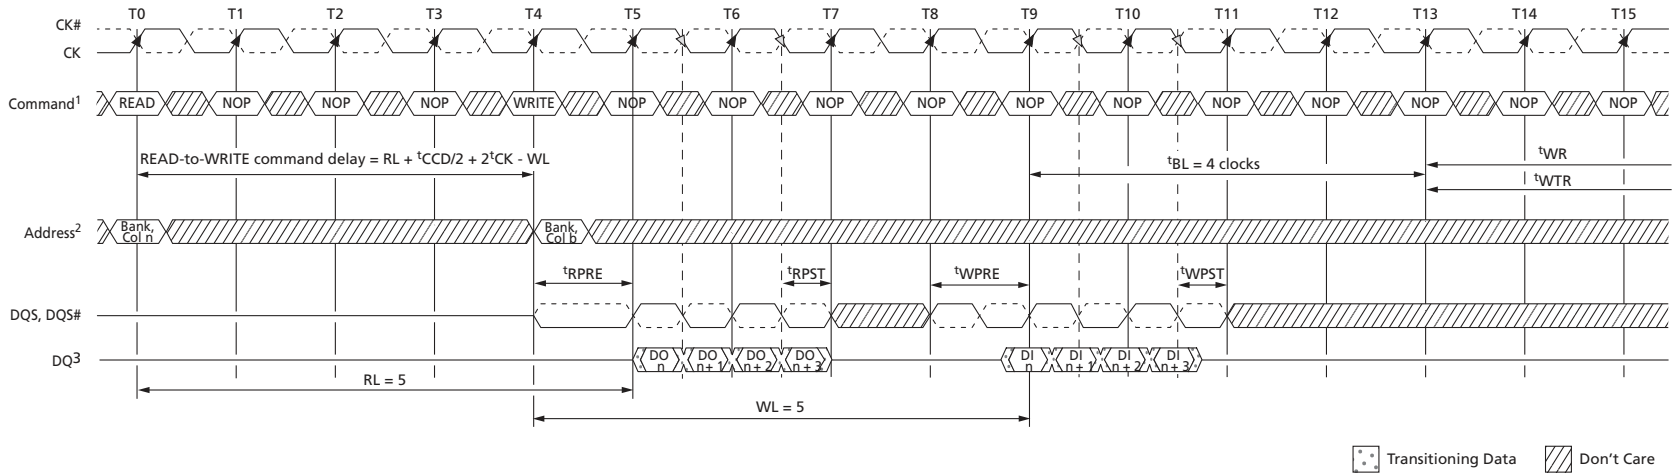 T0 T1 T2 T3 T4 T5 T6 T7 T8 T9 T10 T11 T12 T13 T14 T15
CK#
CK
Command1 READ NOP NOP NOP WRITE NOP NOP NOP NOP NOP NOP NOP NOP NOP NOP NOP
READ-to-WRITE command delay = RL + tCCD/2 + 2tCK - WL
tBL = 4 clocks
tWR
tWTR
Address2 Bank, Col n Bank, Col b
tRPRE tRPST tWPRE tWPST
DQS, DQS#
DQ3 DO n DO n + 1 DO n + 2 DO n + 3 DI n DI n + 1 DI n + 2 DI n + 3
RL = 5
WL = 5
Transitioning Data Don't Care